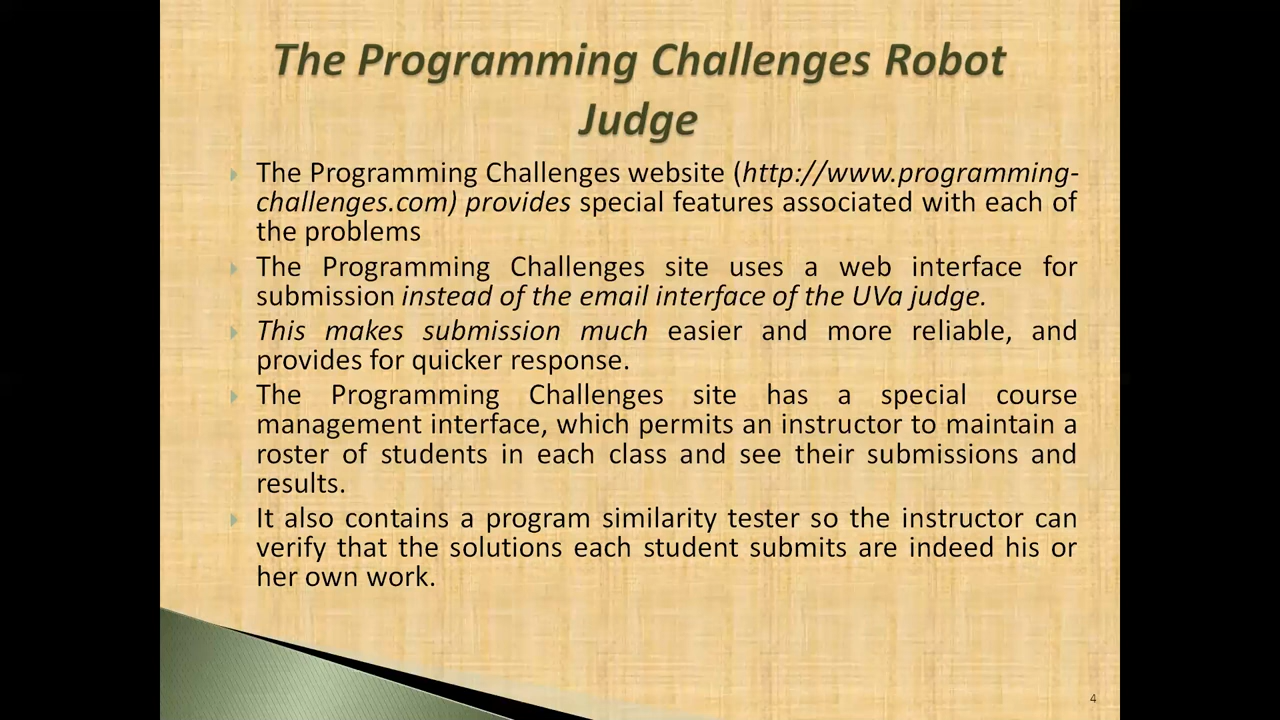 The Programming Challenges Robot
Judge
The Programming Challenges website (http://www.programming-
challenges.com) provides special features associated with each of
the problems
The Programming Challenges site uses a web interface for
submission instead of the email interface of the UVa judge.
This makes submission much easier and more reliable, and
provides for quicker response.
The Programming Challenges site has a special course
management interface, which permits an instructor to maintain a
roster of students in each class and see their submissions and
results.
It also contains a program similarity tester so the instructor can
verify that the solutions each student submits are indeed his or
her own work.
4